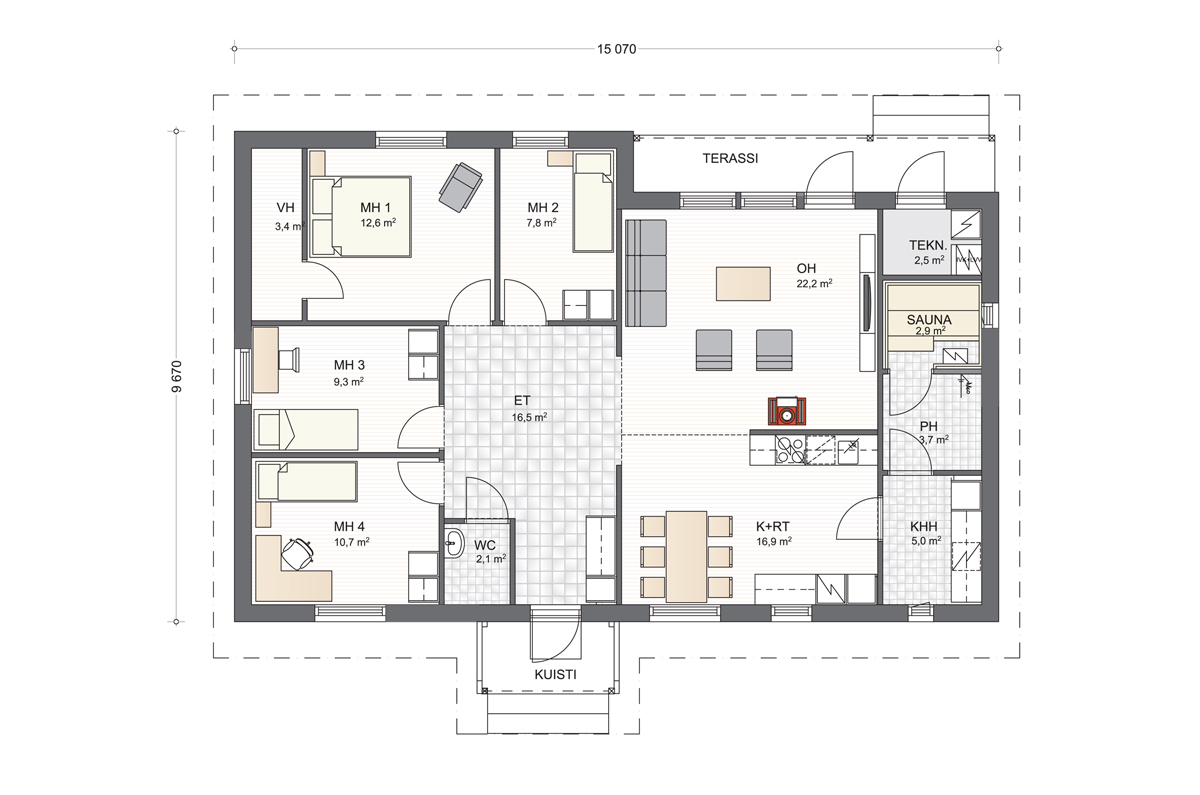 15 070
9 670
TERASSI
VH
3,4 m²
MH 1
12,6 m²
MH 2
7,8 m²
OH
22,2 m²
TEKN.
2,5 m²
SAUNA
2,9 m²
MH 3
9,3 m²
ET
16,5 m²
PH
3,7 m²
MH 4
10,7 m²
WC
2,1 m²
K+RT
16,9 m²
KHH
5,0 m²
KUISTI